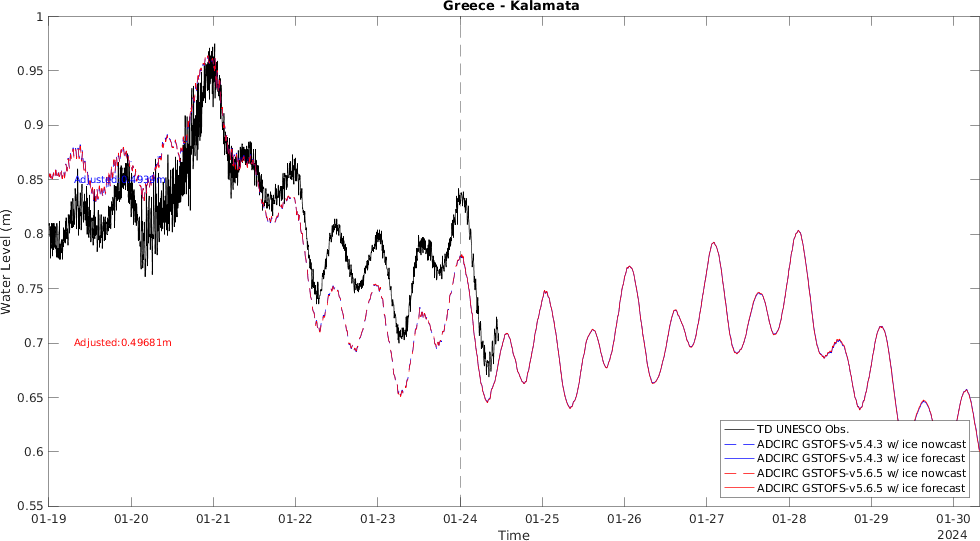 Greece - Kalamata
Water Level (m)
1
0.95
0.9
0.85
0.8
0.75
0.7
0.65
0.6
0.55
Adjusted:0.49681m
TD UNESCO Obs.
ADCIRC GSTOFS-v5.4.3 w/ ice nowcast
ADCIRC GSTOFS-v5.4.3 w/ ice forecast
ADCIRC GSTOFS-v5.6.5 w/ ice nowcast
ADCIRC GSTOFS-v5.6.5 w/ ice forecast
01-19 01-20 01-21 01-22 01-23 01-24 01-25 01-26 01-27 01-28 01-29 01-30
Time
2024